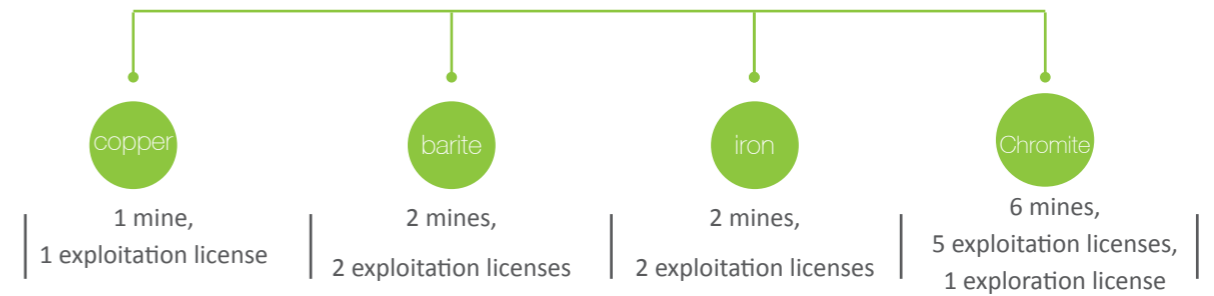 copper
1 mine,
1 exploitation license
barite
2 mines,
2 exploitation licenses
iron
2 mines,
2 exploitation licenses
Chromite
6 mines,
5 exploitation licenses,
1 exploration license